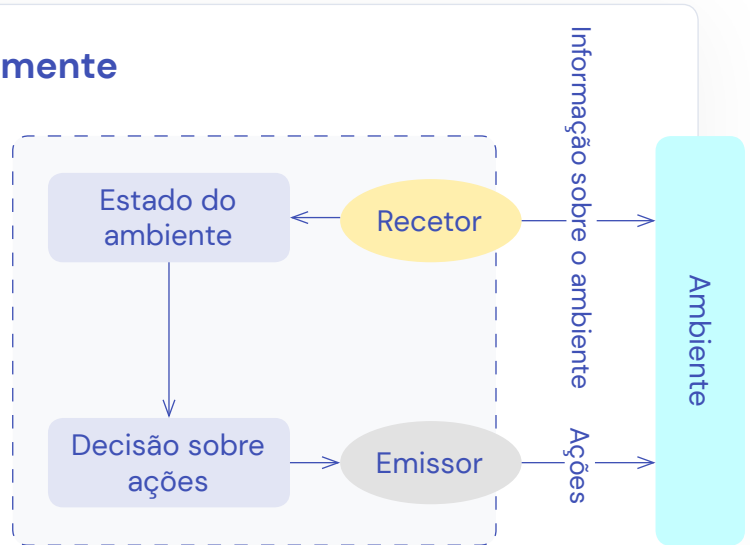 mente
Informação sobre o ambiente
Estado do
ambiente
Recetor
Ambiente
Decisão sobre
ações
Emissor
Ações